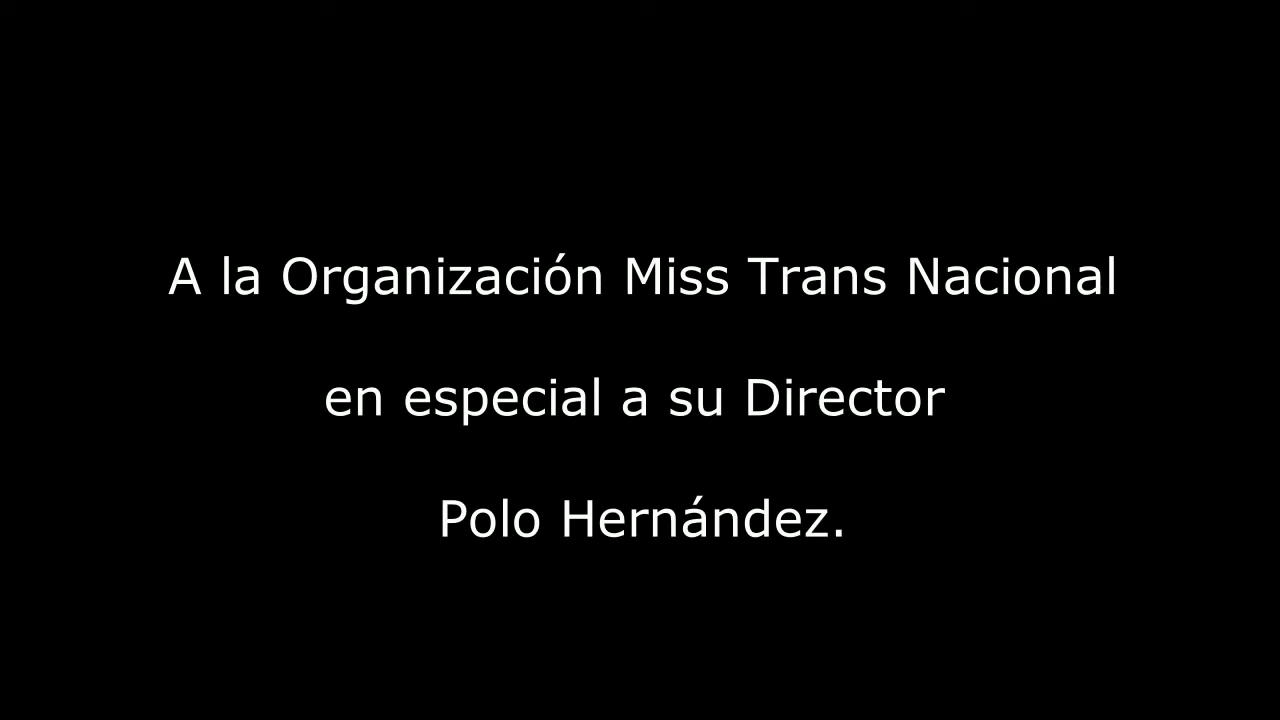 A la Organización Miss Trans Nacional
en especial a su Director
Polo Hernández.